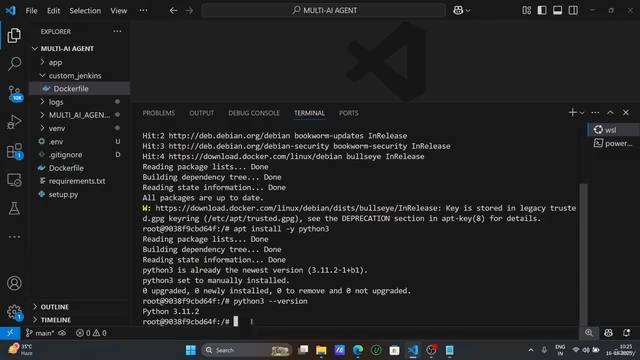 File Edit Selection View
MULTI-AI AGENT
EXPLORER
MULTI-AI AGENT
app
custom_jenkins
Dockerfile
logs
MULTI_AI_AGEN...
venv
.env
.gitignore
Dockerfile
requirements.txt
setup.py
OUTLINE
TIMELINE
PROBLEMS OUTPUT DEBUG CONSOLE TERMINAL PORTS
wsl
power...
Hit:2 http://deb.debian.org/debian bookworm-updates InRelease
Hit:3 http://deb.debian.org/debian-security bookworm-security InRelease
Hit:4 https://download.docker.com/linux/debian bullseye InRelease
Reading package lists... Done
Building dependency tree... Done
Reading state information... Done
All packages are up to date.
W: https://download.docker.com/linux/debian/dists/bullseye/InRelease: Key is stored in legacy truste
d.gpg keyring (/etc/apt/trusted.gpg), see the DEPRECATION section in apt-key(8) for details.
root@9038f9cbd64f:/# apt install -y python3
Reading package lists... Done
Building dependency tree... Done
Reading state information... Done
python3 is already the newest version (3.11.2-1+b1).
python3 set to manually installed.
0 upgraded, 0 newly installed, 0 to remove and 0 not upgraded.
root@9038f9cbd64f:/# python3 --version
Python 3.11.2
root@9038f9cbd64f:/#
main* 0 0
35°C
Haze
Search
ENG
IN
10:25